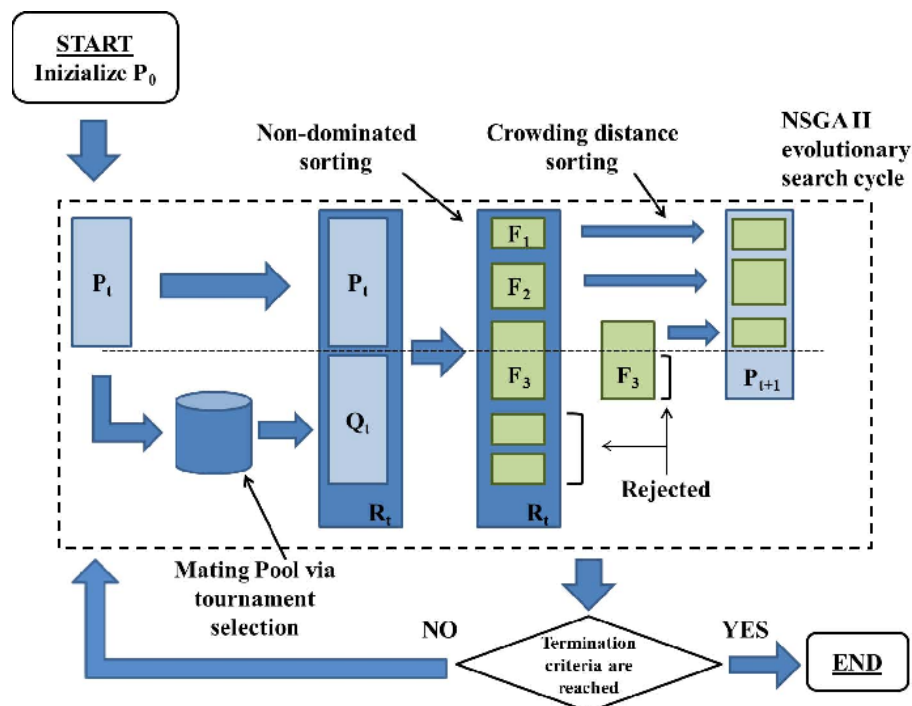 START
Inizialize P₀
Non-dominated
sorting
Crowding distance
sorting
NSGA II
evolutionary
search cycle
Pₜ
Pₜ
Qₜ
Rₜ
F₁
F₂
F₃
Rₜ
F₃
Pₜ₊₁
Rejected
Mating Pool via
tournament
selection
NO
Termination
criteria are
reached
YES
END